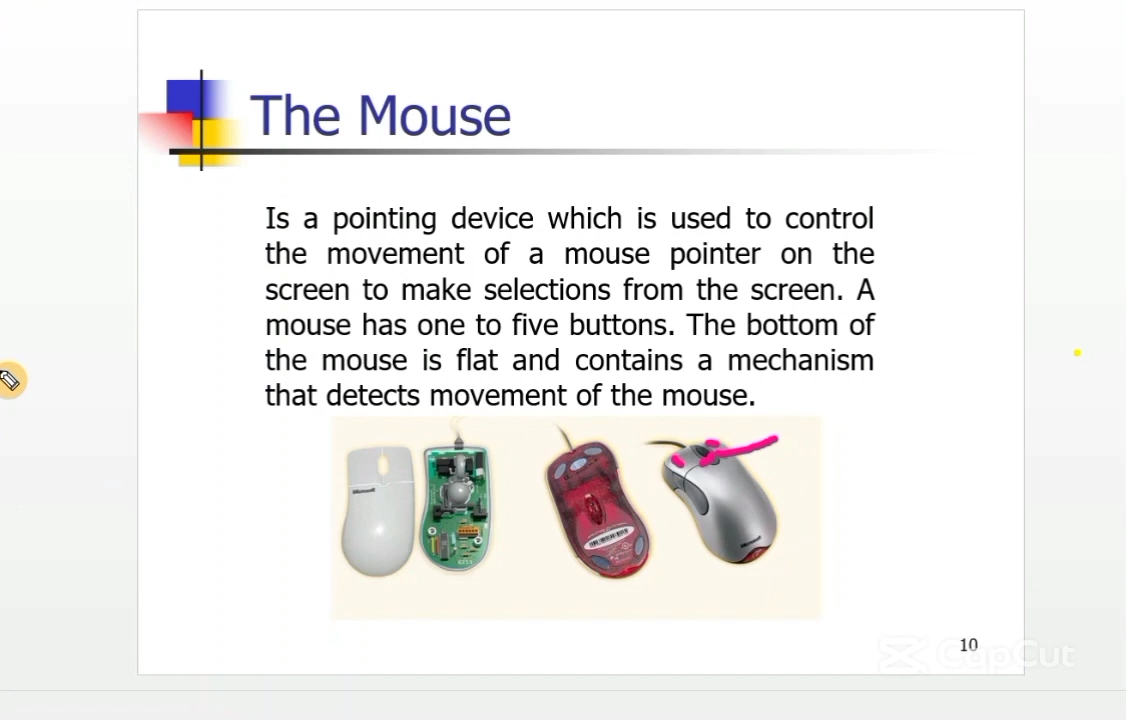 The Mouse
Is a pointing device which is used to control
the movement of a mouse pointer on the
screen to make selections from the screen. A
mouse has one to five buttons. The bottom of
the mouse is flat and contains a mechanism
that detects movement of the mouse.
Microsoft
Microsoft
10
CapCut